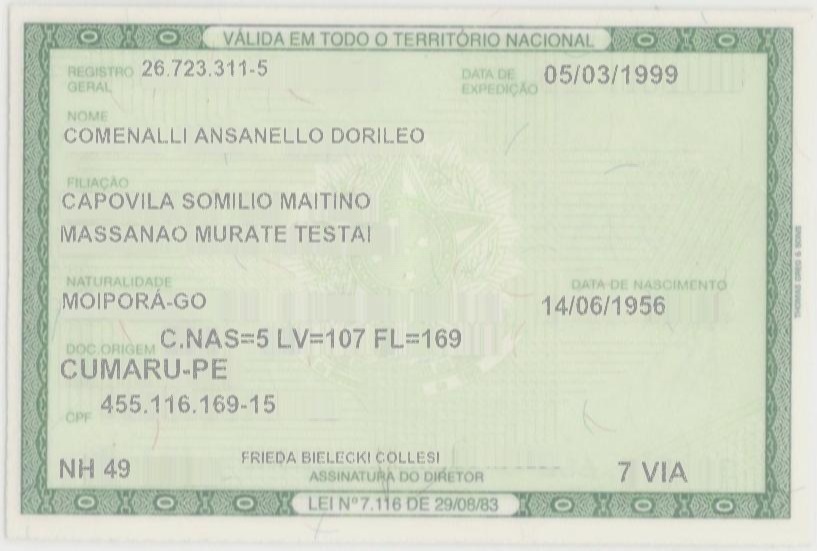 VÁLIDA EM TODO O TERRITÓRIO NACIONAL
REGISTRO GERAL 26.723.311-5 DATA DE EXPEDIÇÃO 05/03/1999
NOME
COMENALLI ANSANELLO DORILEO
FILIAÇÃO
CAPOVILA SOMILIO MAITINO
MASSANAO MURATE TESTAI
NATURALIDADE DATA DE NASCIMENTO
MOIPORÁ-GO 14/06/1956
DOC.ORIGEM C.NAS=5 LV=107 FL=169
CUMARU-PE
CPF 455.116.169-15
NH 49 FRIEDA BIELECKI COLLESI 7 VIA
ASSINATURA DO DIRETOR
LEI Nº 7.116 DE 29/08/83
THOMAS GREG & SONS